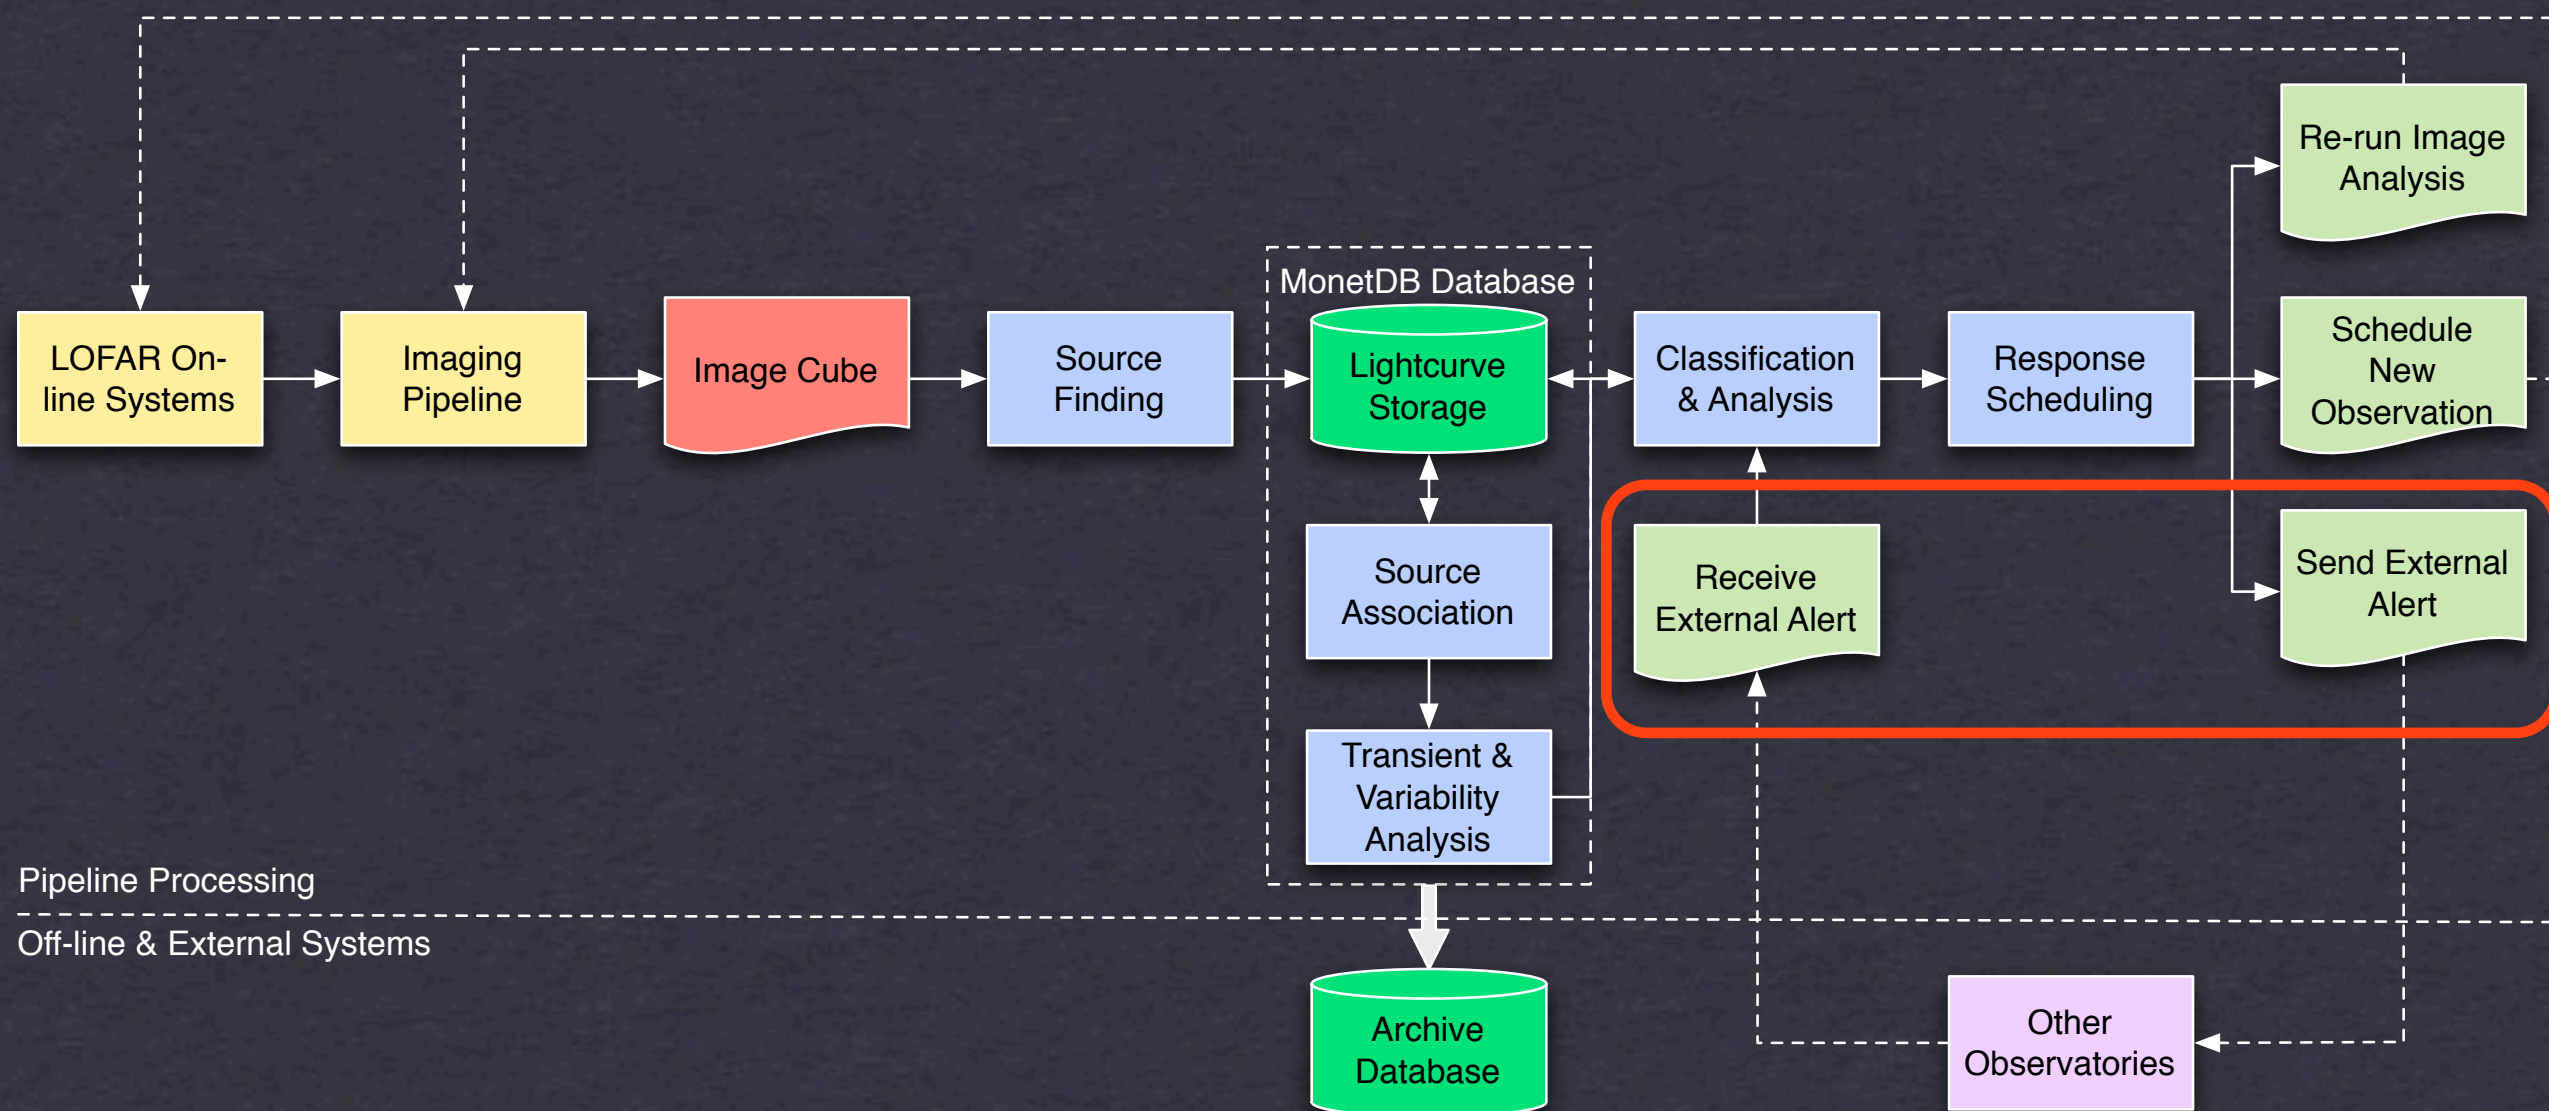 Re-run Image
Analysis
MonetDB Database
LOFAR On-
line Systems
Imaging
Pipeline
Image Cube
Source
Finding
Lightcurve
Storage
Classification
& Analysis
Response
Scheduling
Schedule
New
Observation
Source
Association
Receive
External Alert
Send External
Alert
Transient &
Variability
Analysis
Pipeline Processing
Off-line & External Systems
Archive
Database
Other
Observatories